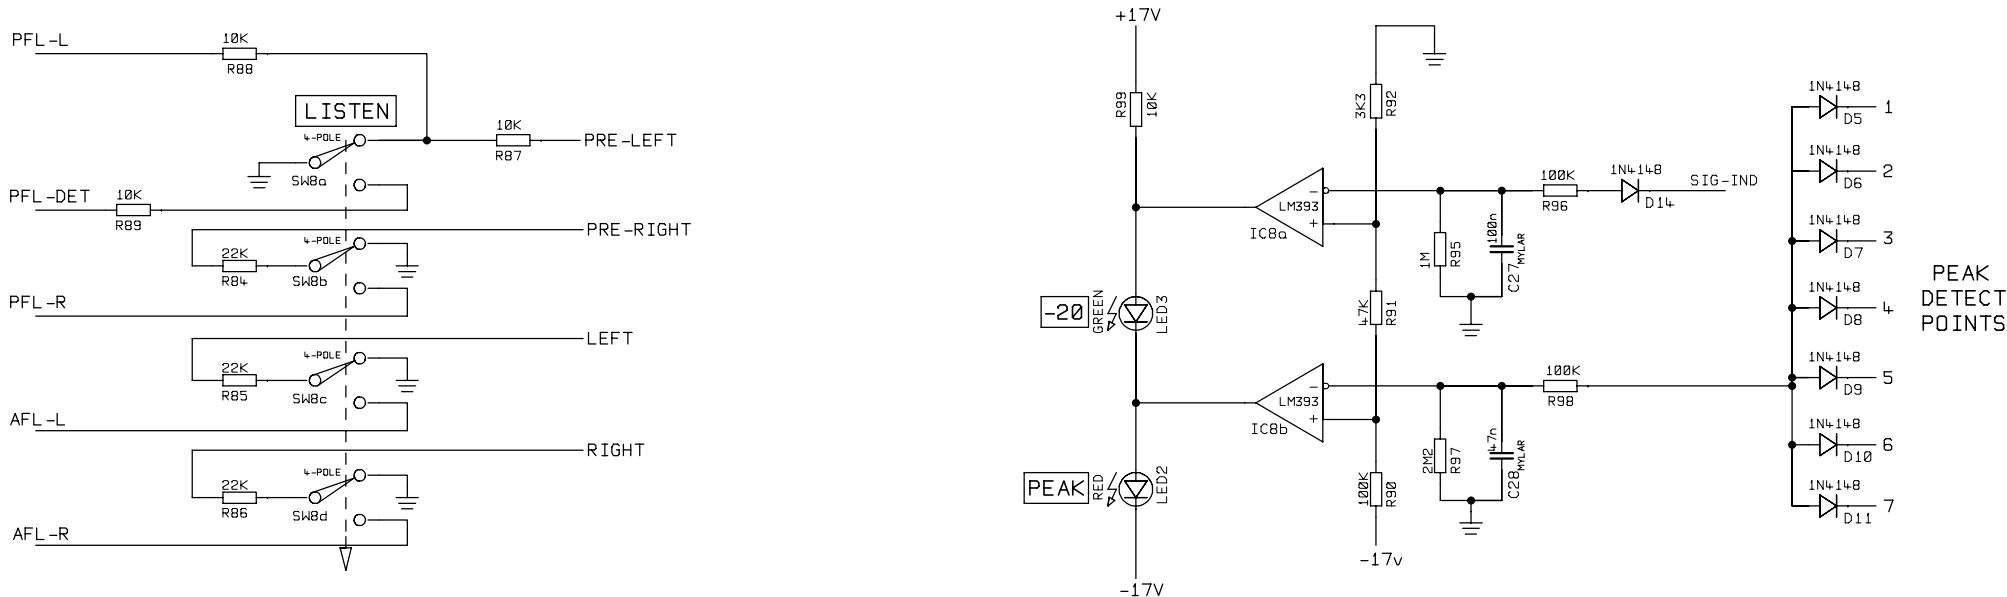 PFL-L
10K
R88
LISTEN
4-POLE
SW8a
10K
R87
PRE-LEFT
PFL-DET
10K
R89
PRE-RIGHT
4-POLE
22K
R84
SW8b
PFL-R
LEFT
4-POLE
22K
R85
SW8c
AFL-L
RIGHT
4-POLE
22K
R86
SW8d
AFL-R
+17V
R99
10K
3K3
R92
LM393
-
+
IC8a
1M
R95
100n
C27
MYLAR
100K
R96
1N4148
D14
SIG-IND
-20
GREEN
LED3
47K
R91
LM393
-
+
IC8b
2M2
R97
47n
C28
MYLAR
100K
R98
PEAK
RED
LED2
100K
R90
-17v
-17V
1N4148
D5
1
1N4148
D6
2
1N4148
D7
3
1N4148
D8
4
1N4148
D9
5
1N4148
D10
6
1N4148
D11
7
PEAK
DETECT
POINTS